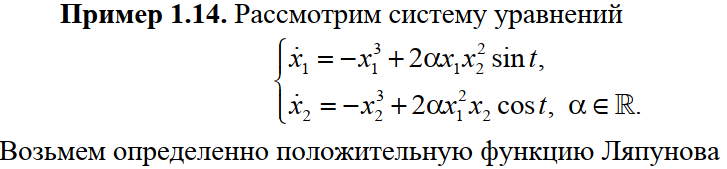 Пример 1.14. Рассмотрим систему уравнений
ẋ₁ = −x₁³ + 2αx₁x₂² sin t,
ẋ₂ = −x₂³ + 2αx₁²x₂ cos t, α ∈ ℝ.
Возьмем определенно положительную функцию Ляпунова